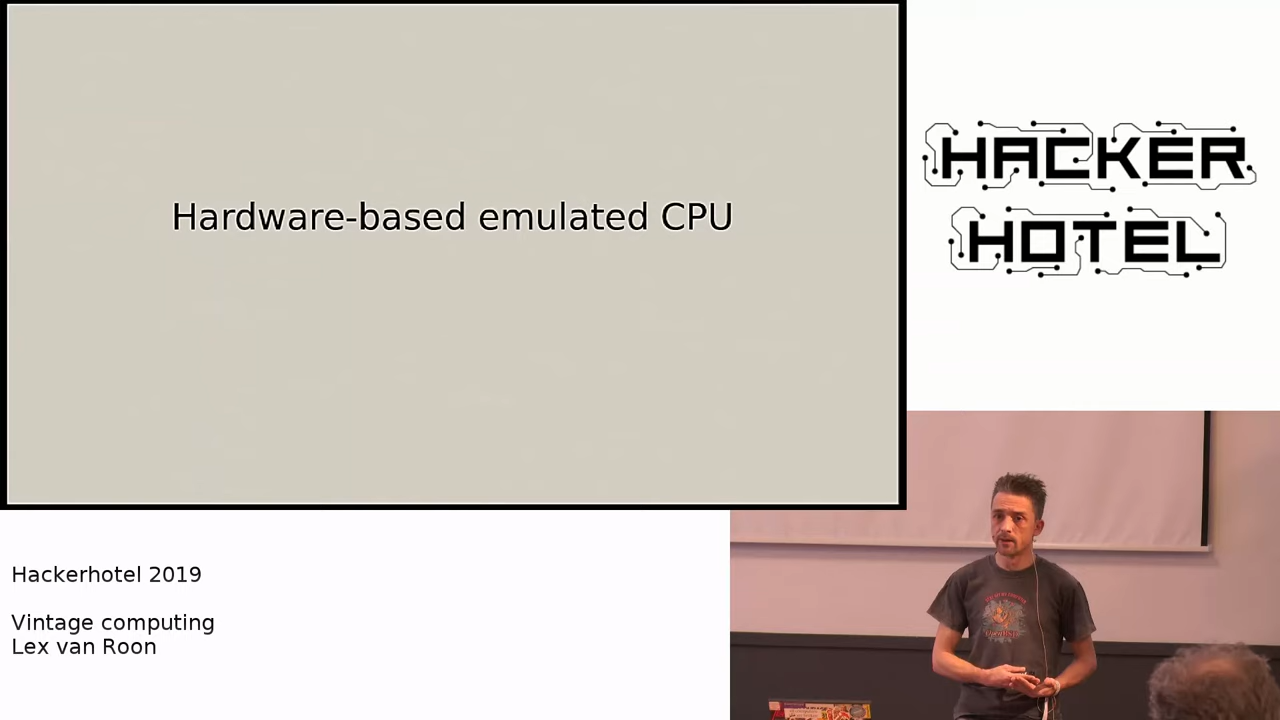 Hardware-based emulated CPU
HACKER
HOTEL
Hackerhotel 2019
Vintage computing
Lex van Roon